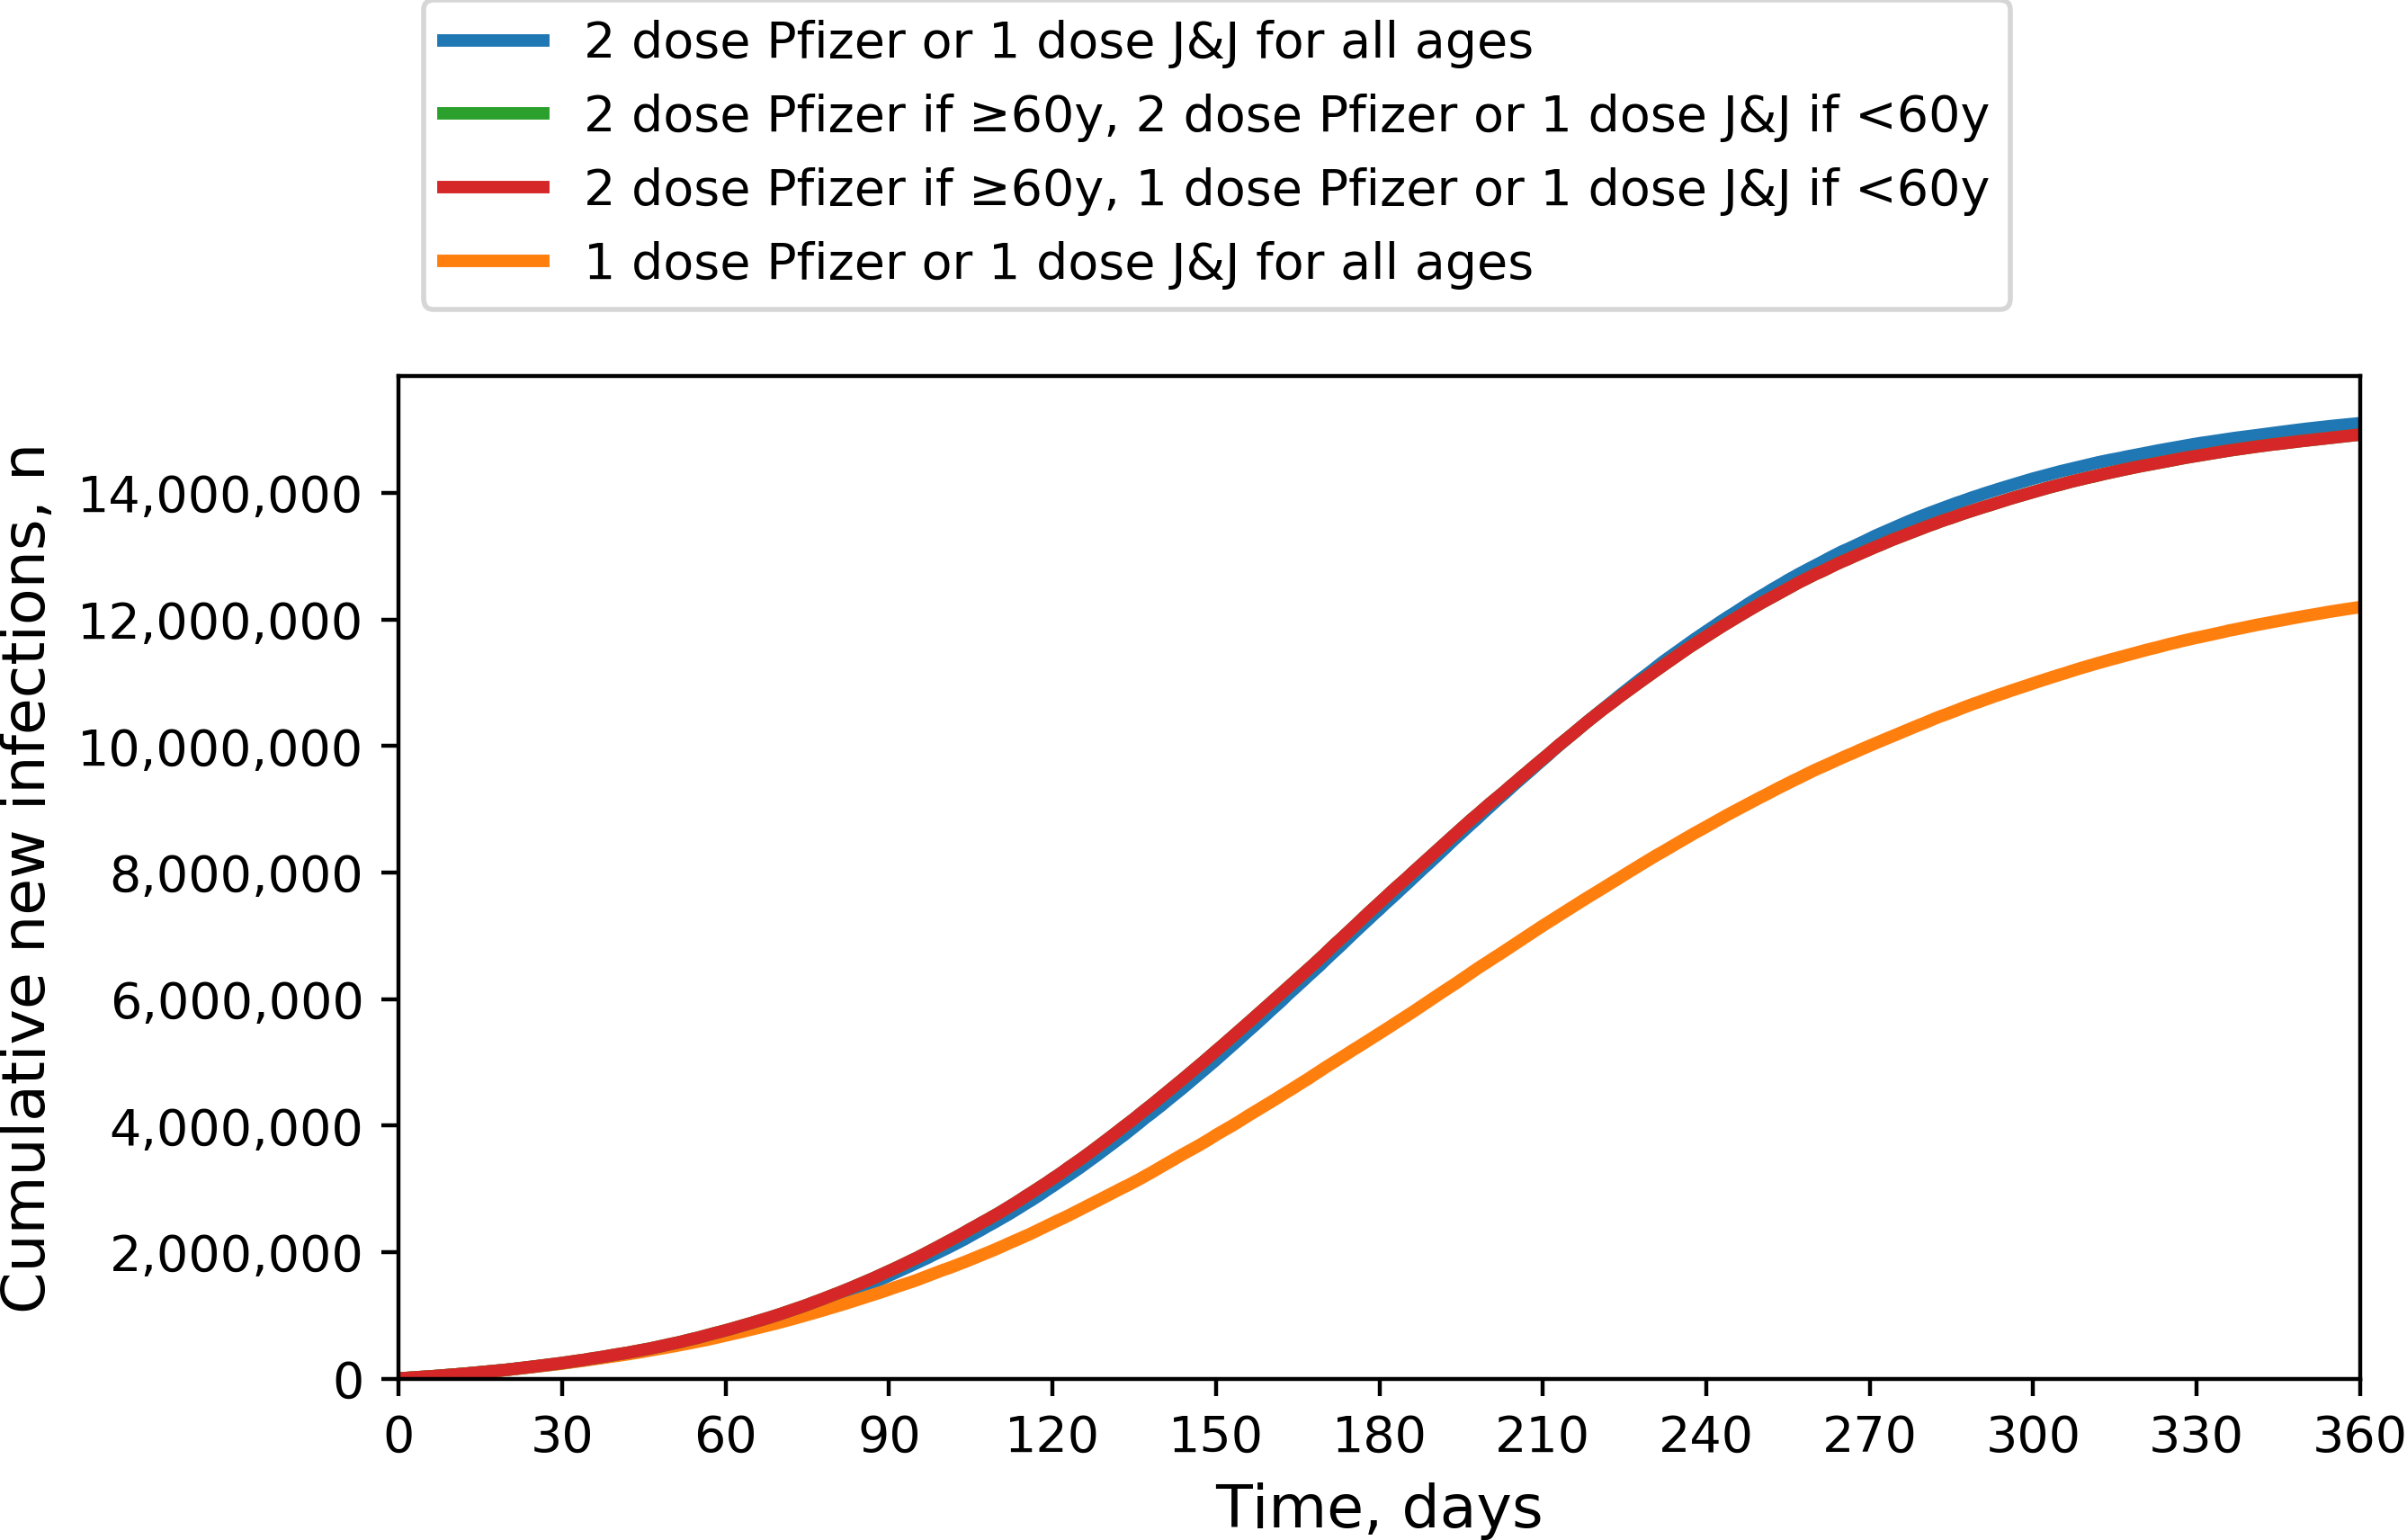 2 dose Pfizer or 1 dose J&J for all ages
2 dose Pfizer if ≥60y, 2 dose Pfizer or 1 dose J&J if <60y
2 dose Pfizer if ≥60y, 1 dose Pfizer or 1 dose J&J if <60y
1 dose Pfizer or 1 dose J&J for all ages
Cumulative new infections, n
14,000,000
12,000,000
10,000,000
8,000,000
6,000,000
4,000,000
2,000,000
0
0 30 60 90 120 150 180 210 240 270 300 330 360
Time, days